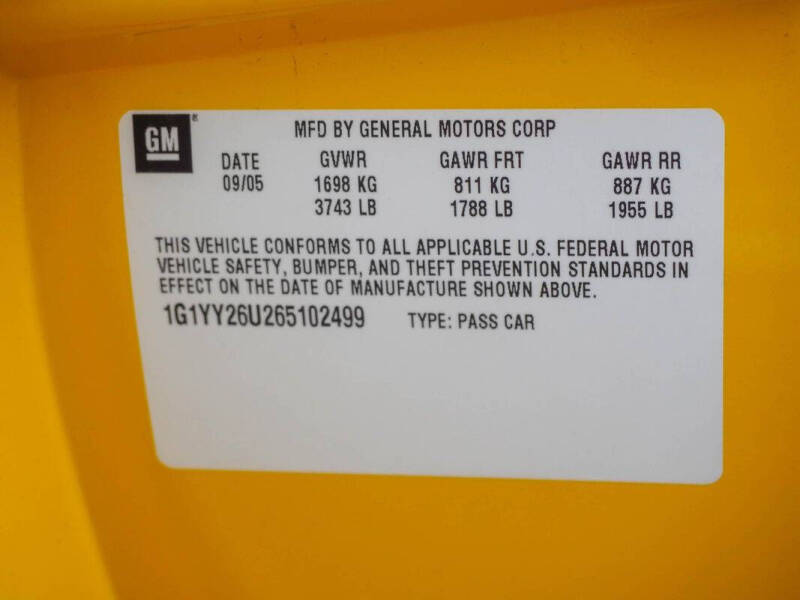 GM®
MFD BY GENERAL MOTORS CORP
DATE GVWR GAWR FRT GAWR RR
09/05 1698 KG 811 KG 887 KG
3743 LB 1788 LB 1955 LB
THIS VEHICLE CONFORMS TO ALL APPLICABLE U.S. FEDERAL MOTOR
VEHICLE SAFETY, BUMPER, AND THEFT PREVENTION STANDARDS IN
EFFECT ON THE DATE OF MANUFACTURE SHOWN ABOVE.
1G1YY26U265102499 TYPE: PASS CAR